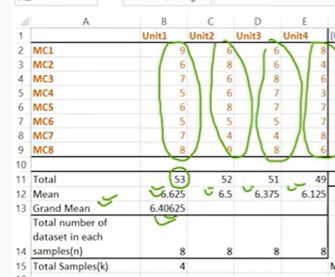 A B C D E
1 Unit1 Unit2 Unit3 Unit4
2 MC1 9 6 6 8
3 MC2 6 8 6 4
4 MC3 7 6 7 6
5 MC4 5 6 7 3
6 MC5 6 8 7 7
7 MC6 5 5 5 7
8 MC7 7 4 4 8
9 MC8 8 9 8 6
10
11 Total 53 52 51 49
12 Mean 6.625 6.5 6.375 6.125
13 Grand Mean 6.40625
Total number of
dataset in each
14 samples(n) 8 8 8 8
15 Total Samples(k) 4